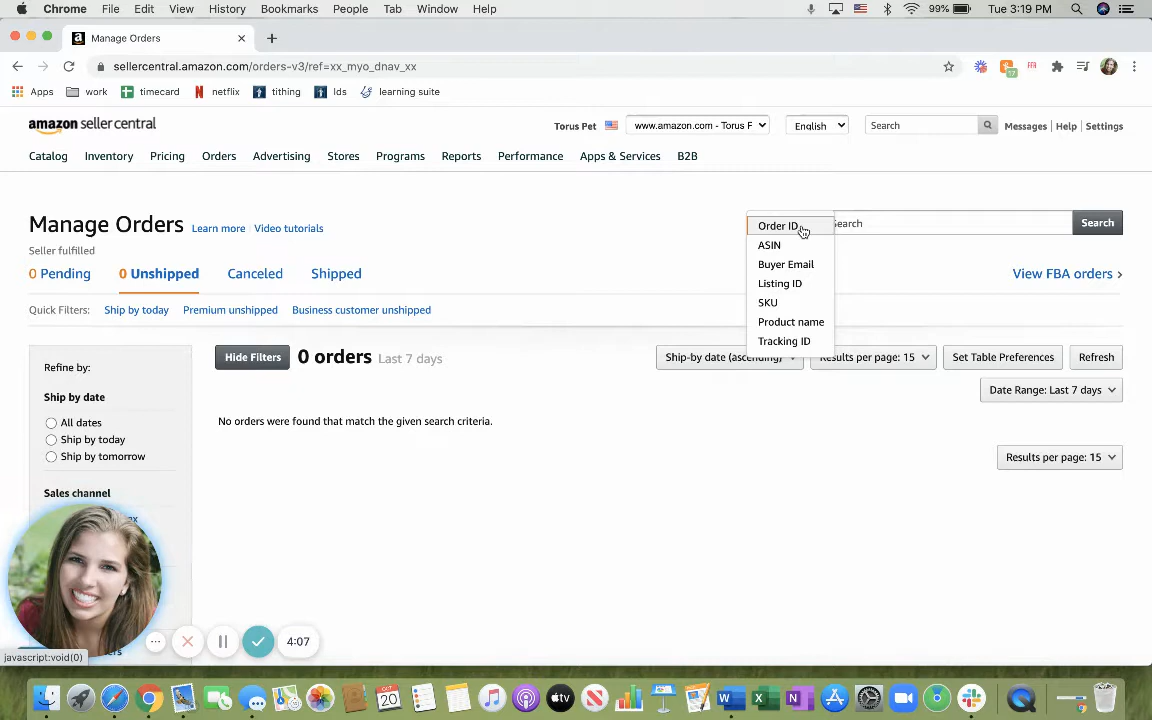 Chrome File Edit View History Bookmarks People Tab Window Help 99% Tue 3:19 PM
Manage Orders
sellercentral.amazon.com/orders-v3/ref=xx_myo_dnav_xx
17
Apps work timecard netflix tithing lds learning suite
amazon seller central Torus Pet www.amazon.com - Torus F English Search Messages | Help | Settings
Catalog Inventory Pricing Orders Advertising Stores Programs Reports Performance Apps & Services B2B
Manage Orders Learn more Video tutorials
Order ID Search Search
ASIN
Seller fulfilled
Buyer Email
0 Pending 0 Unshipped Canceled Shipped View FBA orders ›
Listing ID
SKU
Quick Filters: Ship by today Premium unshipped Business customer unshipped
Product name
Tracking ID
Hide Filters 0 orders Last 7 days Ship-by date (ascending) Results per page: 15 Set Table Preferences Refresh
Refine by:
Date Range: Last 7 days
Ship by date
All dates
No orders were found that match the given search criteria.
Ship by today
Ship by tomorrow
Results per page: 15
Sales channel
4:07
javascript:void(0)
OCT
20
tv